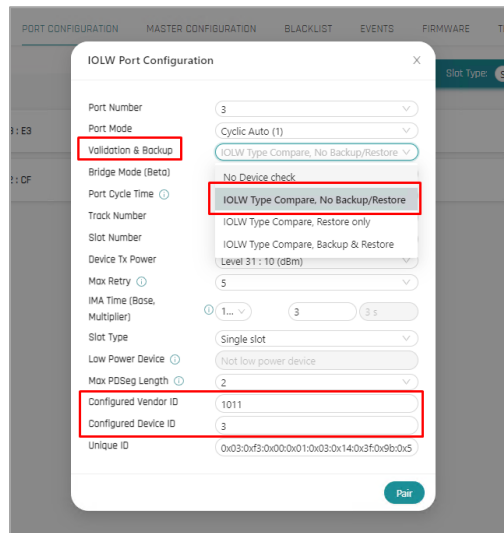 PORT CONFIGURATION MASTER CONFIGURATION BLACKLIST EVENTS FIRMWARE
IOLW Port Configuration
Slot Type:
Port Number 3
: E3
Port Mode Cyclic Auto (1)
Validation & Backup IOLW Type Compare, No Backup/Restore
Bridge Mode (Beta) No Device check
: CF
Port Cycle Time IOLW Type Compare, No Backup/Restore
Track Number IOLW Type Compare, Restore only
Slot Number IOLW Type Compare, Backup & Restore
Device Tx Power Level 31 : 10 (dBm)
Max Retry 5
IMA Time (Base,
Multiplier) 1... 3 3 s
Slot Type Single slot
Low Power Device Not low power device
Max PDSeg Length 2
Configured Vendor ID 1011
Configured Device ID 3
Unique ID 0x03:0xf3:0x00:0x01:0x03:0x14:0x3f:0x9b:0x5
Pair